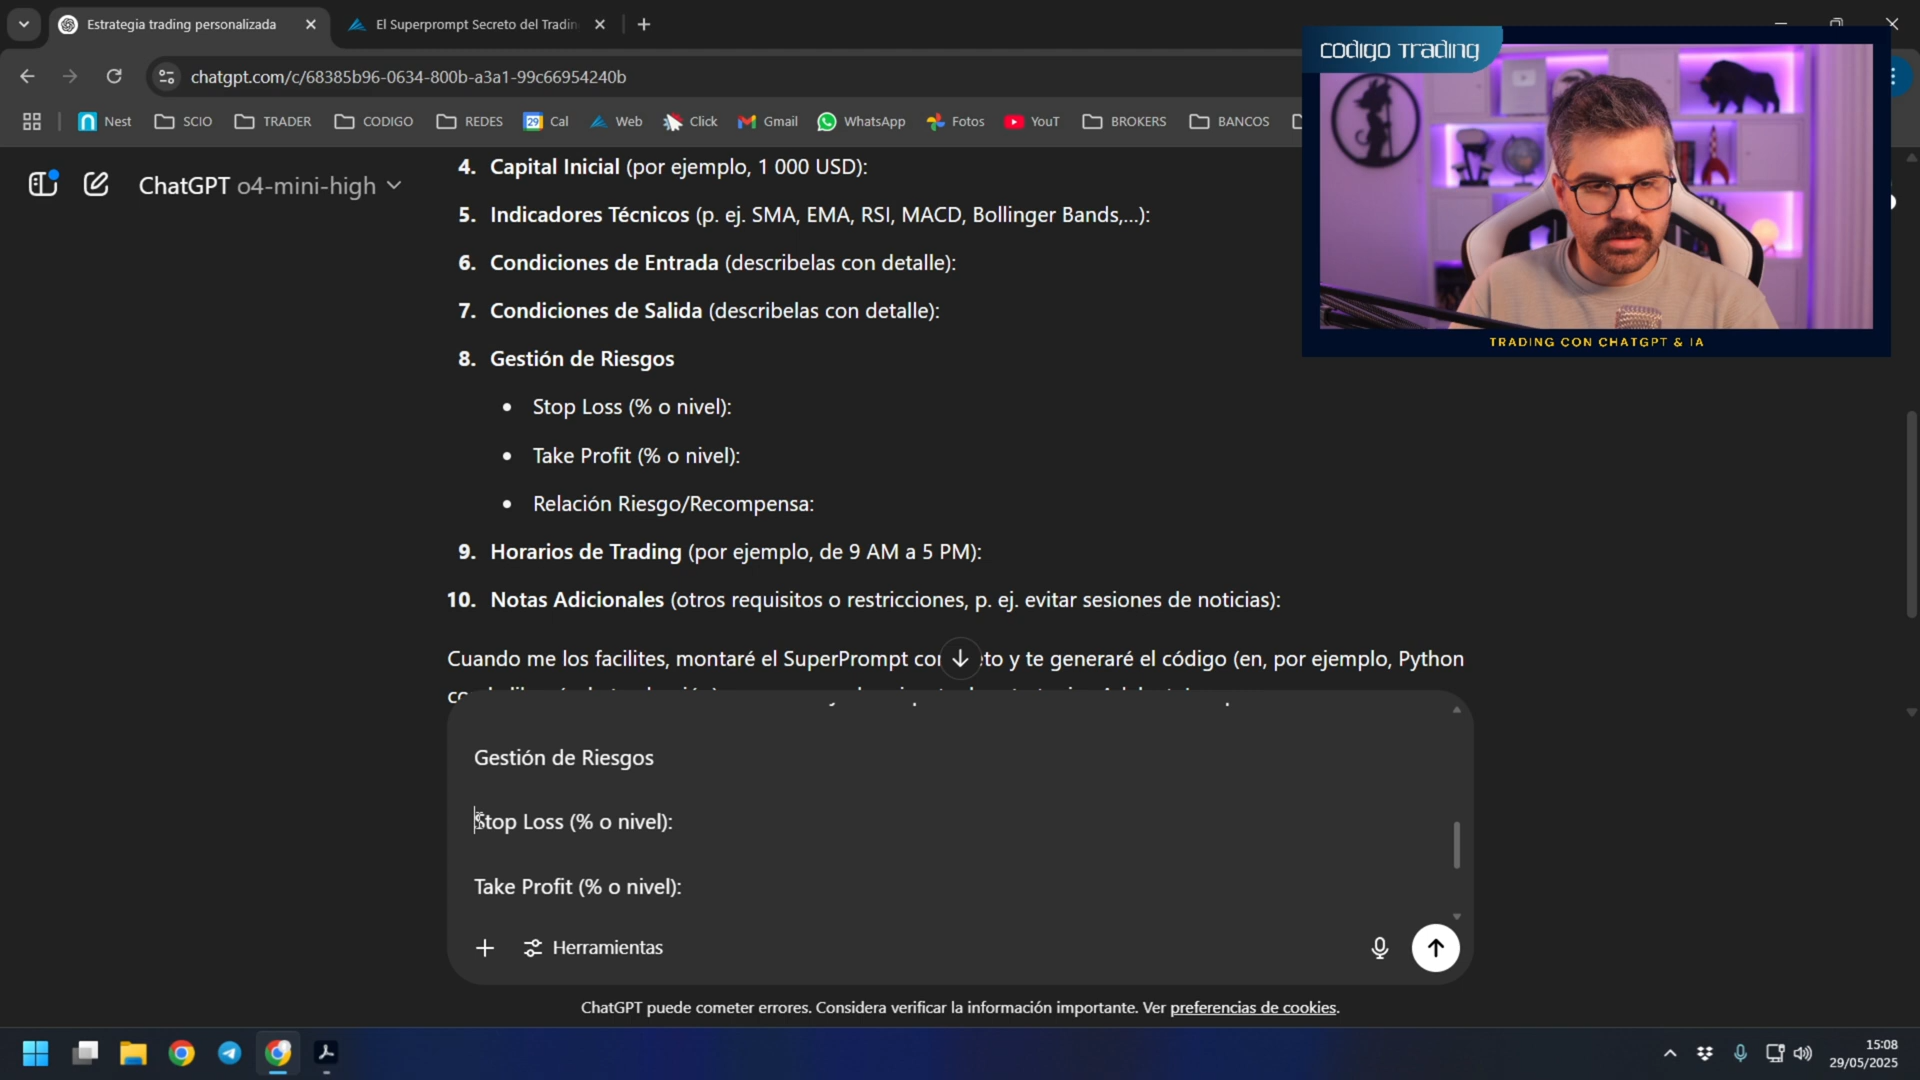 Estrategia trading personalizada
El Superprompt Secreto del Tradin
chatgpt.com/c/68385b96-0634-800b-a3a1-99c66954240b
Nest
SCIO
TRADER
CODIGO
REDES
29
Cal
Web
Click
Gmail
WhatsApp
Fotos
YouT
BROKERS
BANCOS
CODIGO TRADING
TRADING CON CHATGPT & IA
ChatGPT o4-mini-high
4. Capital Inicial (por ejemplo, 1 000 USD):
5. Indicadores Técnicos (p. ej. SMA, EMA, RSI, MACD, Bollinger Bands,...):
6. Condiciones de Entrada (describelas con detalle):
7. Condiciones de Salida (describelas con detalle):
8. Gestión de Riesgos
• Stop Loss (% o nivel):
• Take Profit (% o nivel):
• Relación Riesgo/Recompensa:
9. Horarios de Trading (por ejemplo, de 9 AM a 5 PM):
10. Notas Adicionales (otros requisitos o restricciones, p. ej. evitar sesiones de noticias):
Cuando me los facilites, montaré el SuperPrompt y te generaré el código (en, por ejemplo, Python
Gestión de Riesgos
Stop Loss (% o nivel):
Take Profit (% o nivel):
Herramientas
ChatGPT puede cometer errores. Considera verificar la información importante. Ver preferencias de cookies.
15:08
29/05/2025